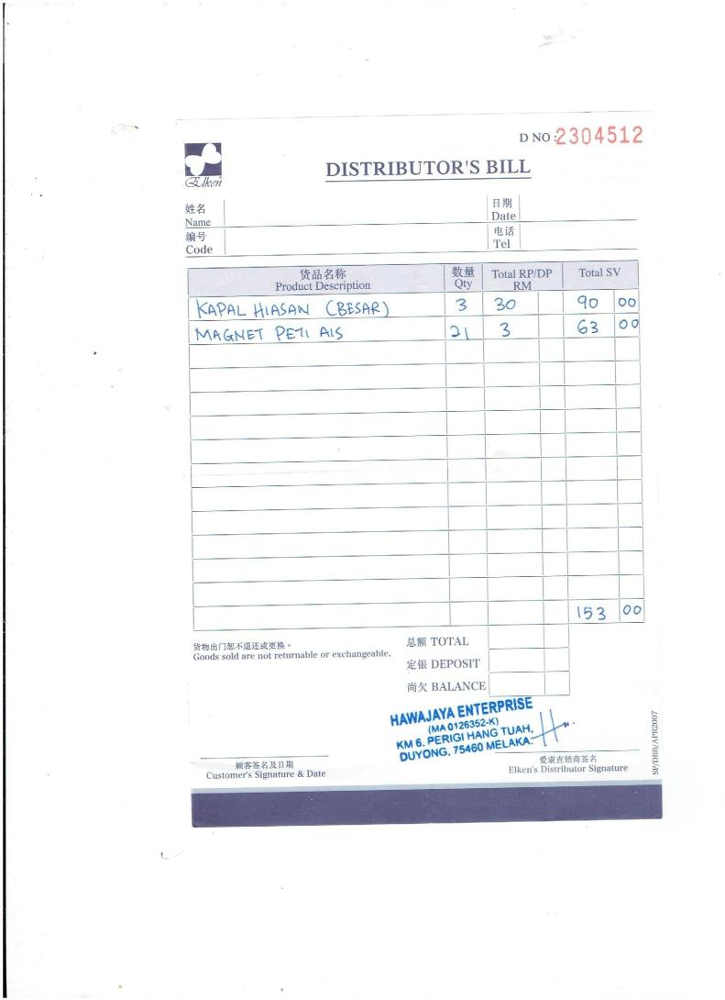 D NO :2304512
Elken
DISTRIBUTOR'S BILL
姓名
Name
日期
Date
编号
Code
电话
Tel
货品名称 数量 Total RP/DP Total SV
Product Description Qty RM
KAPAL HIASAN (BESAR) 3 30 90 00
MAGNET PETI AIS 21 3 63 00
153 00
货物出门恕不退还或更换。
Goods sold are not returnable or exchangeable.
总额 TOTAL
定银 DEPOSIT
尚欠 BALANCE
HAWAJAYA ENTERPRISE
(MA 0126352-K)
KM 6, PERIGI HANG TUAH,
DUYONG, 75460 MELAKA.
顾客签名及日期
Customer's Signature & Date
爱康直销商签名
Elken's Distributor Signature
SP/DBB/APR2007